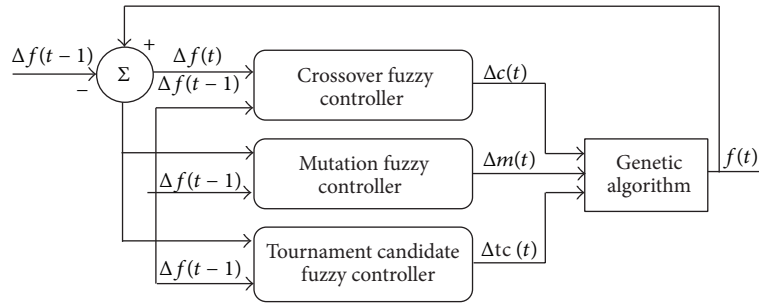 +
Δf(t−1)
−
Σ
Δf(t)
Δf(t−1)
Crossover fuzzy
controller
Δc(t)
Mutation fuzzy
controller
Δf(t−1)
Δm(t)
Genetic
algorithm
f(t)
Tournament candidate
fuzzy controller
Δf(t−1)
Δtc (t)